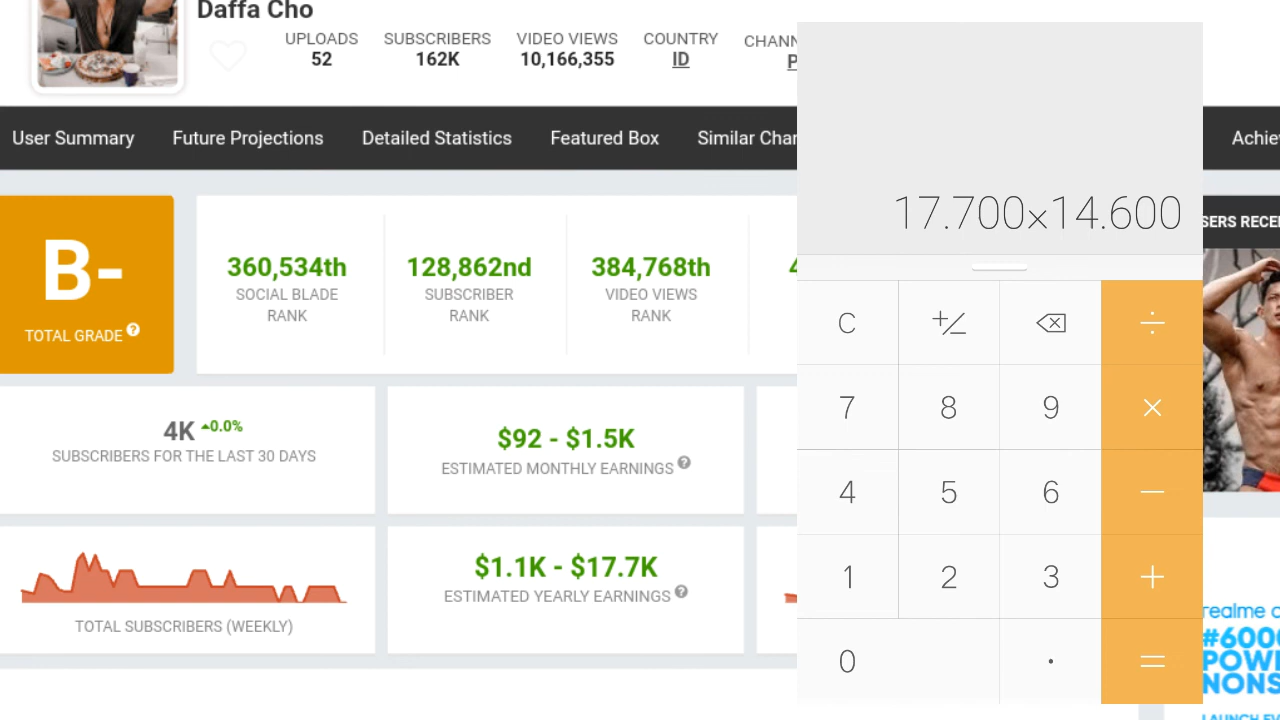 Daffa Cho
UPLOADS SUBSCRIBERS VIDEO VIEWS COUNTRY
52 162K 10,166,355 ID
User Summary Future Projections Detailed Statistics Featured Box Similar
17.700×14.600
B-
TOTAL GRADE ?
360,534th 128,862nd 384,768th
SOCIAL BLADE SUBSCRIBER VIDEO VIEWS
RANK RANK RANK
4K 0.0%
SUBSCRIBERS FOR THE LAST 30 DAYS
$92 - $1.5K
ESTIMATED MONTHLY EARNINGS ?
TOTAL SUBSCRIBERS (WEEKLY)
$1.1K - $17.7K
ESTIMATED YEARLY EARNINGS ?
C +/− ÷
7 8 9 ×
4 5 6 −
1 2 3 +
0 . =
realme